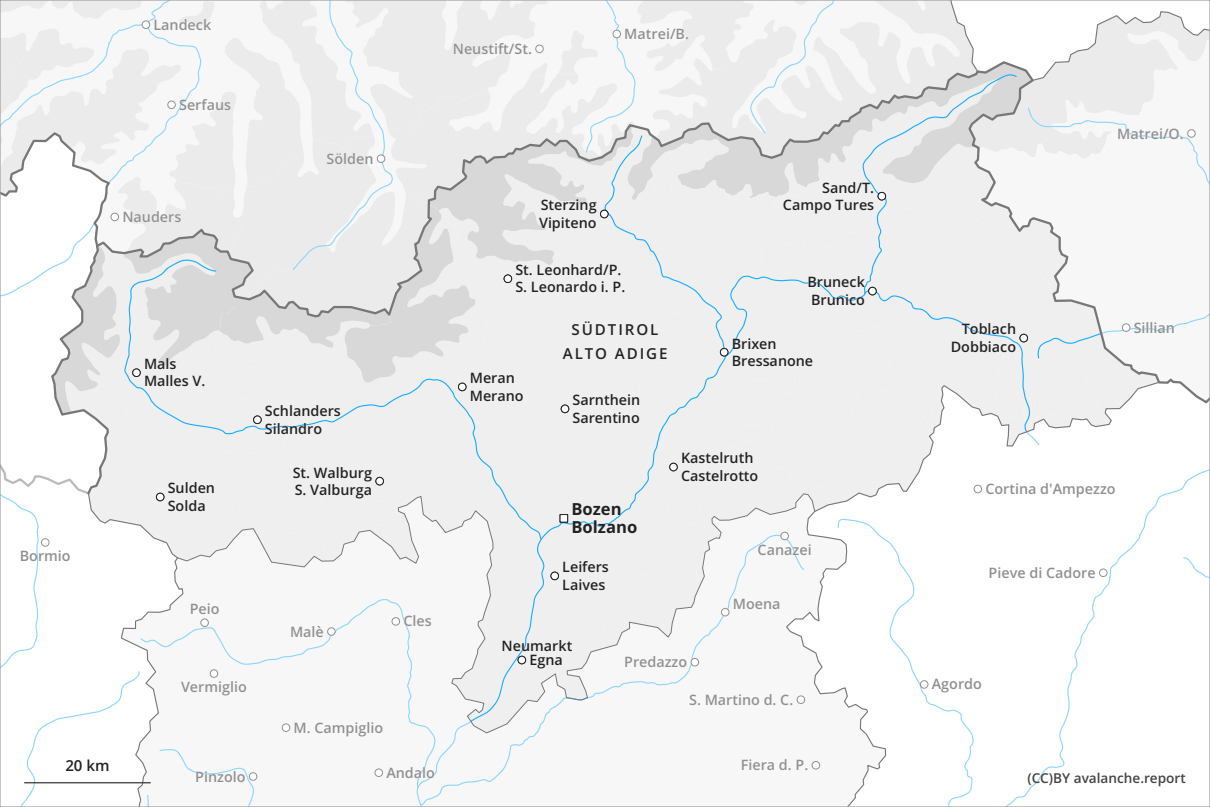 Landeck
Matrei/B.
Neustift/St.
Serfaus
Matrei/O.
Sölden
Sand/T.
Campo Tures
Sterzing
Vipiteno
Nauders
St. Leonhard/P.
S. Leonardo i. P.
Bruneck
Brunico
SÜDTIROL
ALTO ADIGE
Toblach
Dobbiaco
Sillian
Brixen
Bressanone
Mals
Malles V.
Meran
Merano
Sarnthein
Sarentino
Schlanders
Silandro
Kastelruth
Castelrotto
St. Walburg
S. Valburga
Sulden
Solda
Cortina d'Ampezzo
Bozen
Bolzano
Canazei
Bormio
Leifers
Laives
Pieve di Cadore
Peio
Moena
Cles
Malè
Neumarkt
Egna
Predazzo
Vermiglio
Agordo
S. Martino d. C.
M. Campiglio
20 km
Fiera d. P.
Pinzolo
Andalo
(CC)BY avalanche.report